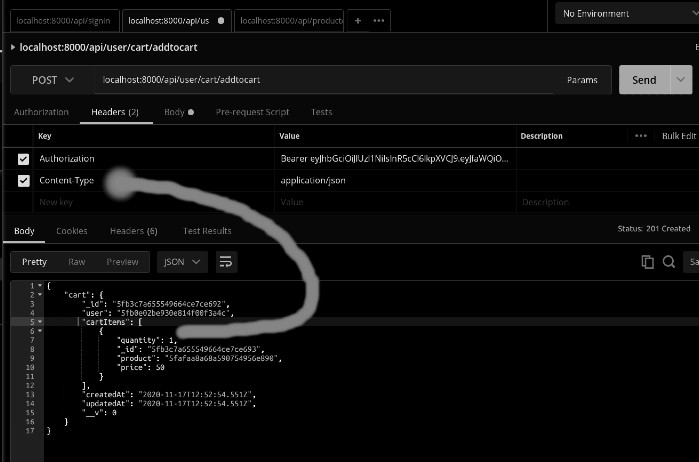 localhost:8000/api/signin
localhost:8000/api/us
localhost:8000/api/product
No Environment
localhost:8000/api/user/cart/addtocart
POST
localhost:8000/api/user/cart/addtocart
Params
Send
Authorization
Headers (2)
Body
Pre-request Script
Tests
Key
Value
Description
Bulk Edit
Authorization
Content-Type
application/json
New key
Value
Description
Body
Cookies
Headers (6)
Test Results
Status: 201 Created
Pretty
Raw
Preview
JSON
Sa
1 {
2 "cart": {
3 "_id": "5fb3c7a655549664ce7ce692",
4 "user": "5fb0e02be930e814f00f3a4c",
5 "cartItems": [
6 {
7 "quantity": 1,
8 "_id": "5fb3c7a655549664ce7ce693",
9 "product": "5fafaa8a68a590754956e890",
10 "price": 50
11 }
12 ],
13 "createdAt": "2020-11-17T12:52:54.551Z",
14 "updatedAt": "2020-11-17T12:52:54.551Z",
15 "__v": 0
16 }
17 }